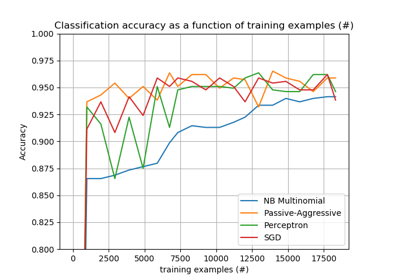 Classification accuracy as a function of training examples (#)
1.000
0.975
0.950
0.925
0.900
0.875
0.850
0.825
0.800
Accuracy
NB Multinomial
Passive-Aggressive
Perceptron
SGD
0 2500 5000 7500 10000 12500 15000 17500
training examples (#)